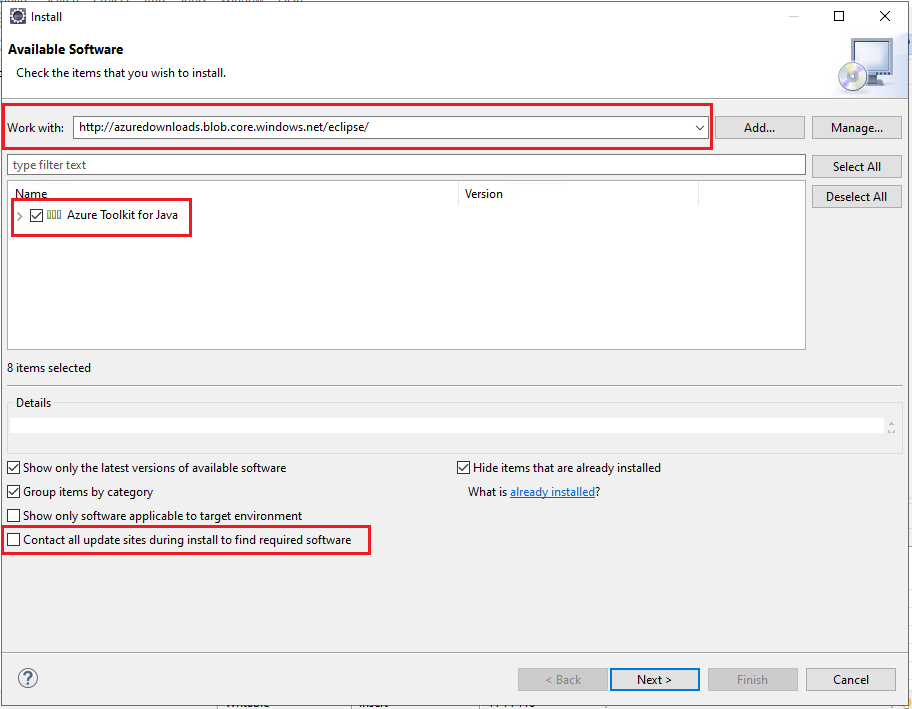 Install
Available Software
Check the items that you wish to install.
Work with: http://azuredownloads.blob.core.windows.net/eclipse/ Add... Manage...
type filter text Select All
Name Version Deselect All
Azure Toolkit for Java
8 items selected
Details
Show only the latest versions of available software Hide items that are already installed
Group items by category What is already installed?
Show only software applicable to target environment
Contact all update sites during install to find required software
? < Back Next > Finish Cancel